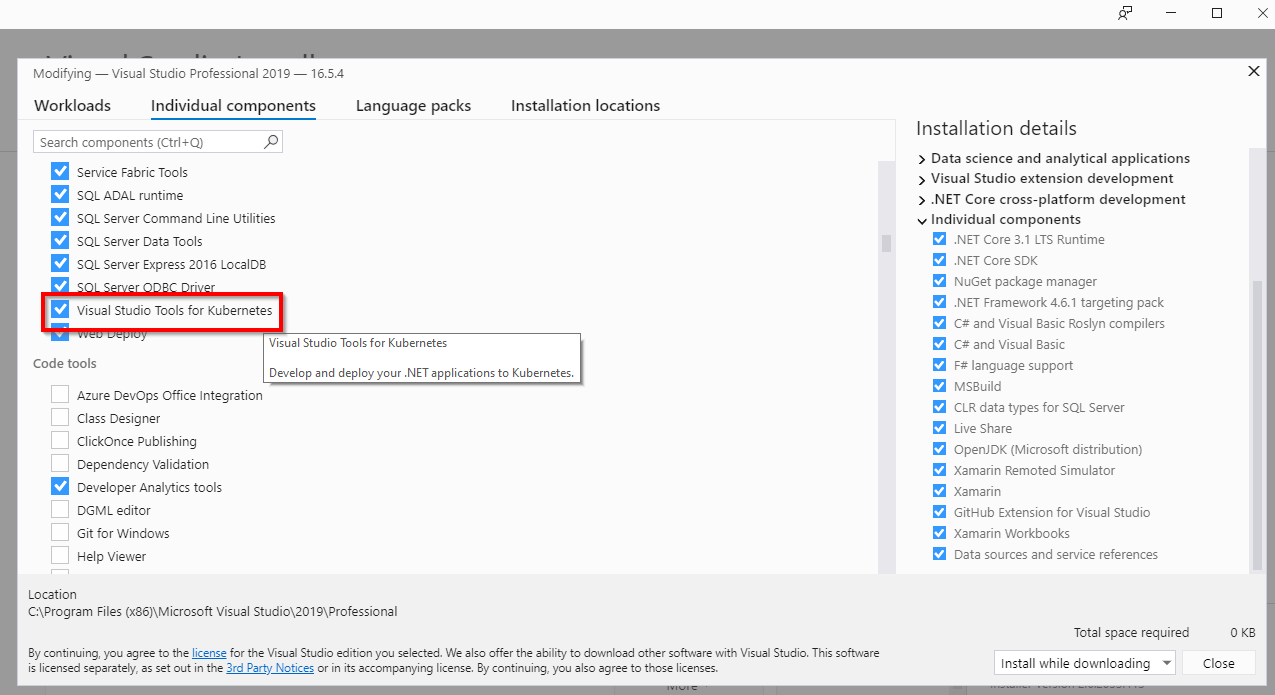 Modifying — Visual Studio Professional 2019 — 16.5.4
Workloads
Individual components
Language packs
Installation locations
Search components (Ctrl+Q)
Service Fabric Tools
SQL ADAL runtime
SQL Server Command Line Utilities
SQL Server Data Tools
SQL Server Express 2016 LocalDB
SQL Server ODBC Driver
Visual Studio Tools for Kubernetes
Web Deploy
Visual Studio Tools for Kubernetes
Develop and deploy your .NET applications to Kubernetes.
Code tools
Azure DevOps Office Integration
Class Designer
ClickOnce Publishing
Dependency Validation
Developer Analytics tools
DGML editor
Git for Windows
Help Viewer
Installation details
Data science and analytical applications
Visual Studio extension development
.NET Core cross-platform development
Individual components
.NET Core 3.1 LTS Runtime
.NET Core SDK
NuGet package manager
.NET Framework 4.6.1 targeting pack
C# and Visual Basic Roslyn compilers
C# and Visual Basic
F# language support
MSBuild
CLR data types for SQL Server
Live Share
OpenJDK (Microsoft distribution)
Xamarin Remoted Simulator
Xamarin
GitHub Extension for Visual Studio
Xamarin Workbooks
Data sources and service references
Location
C:\Program Files (x86)\Microsoft Visual Studio\2019\Professional
Total space required 0 KB
By continuing, you agree to the license for the Visual Studio edition you selected. We also offer the ability to download other software with Visual Studio. This software
is licensed separately, as set out in the 3rd Party Notices or in its accompanying license. By continuing, you also agree to those licenses.
Install while downloading
Close
More